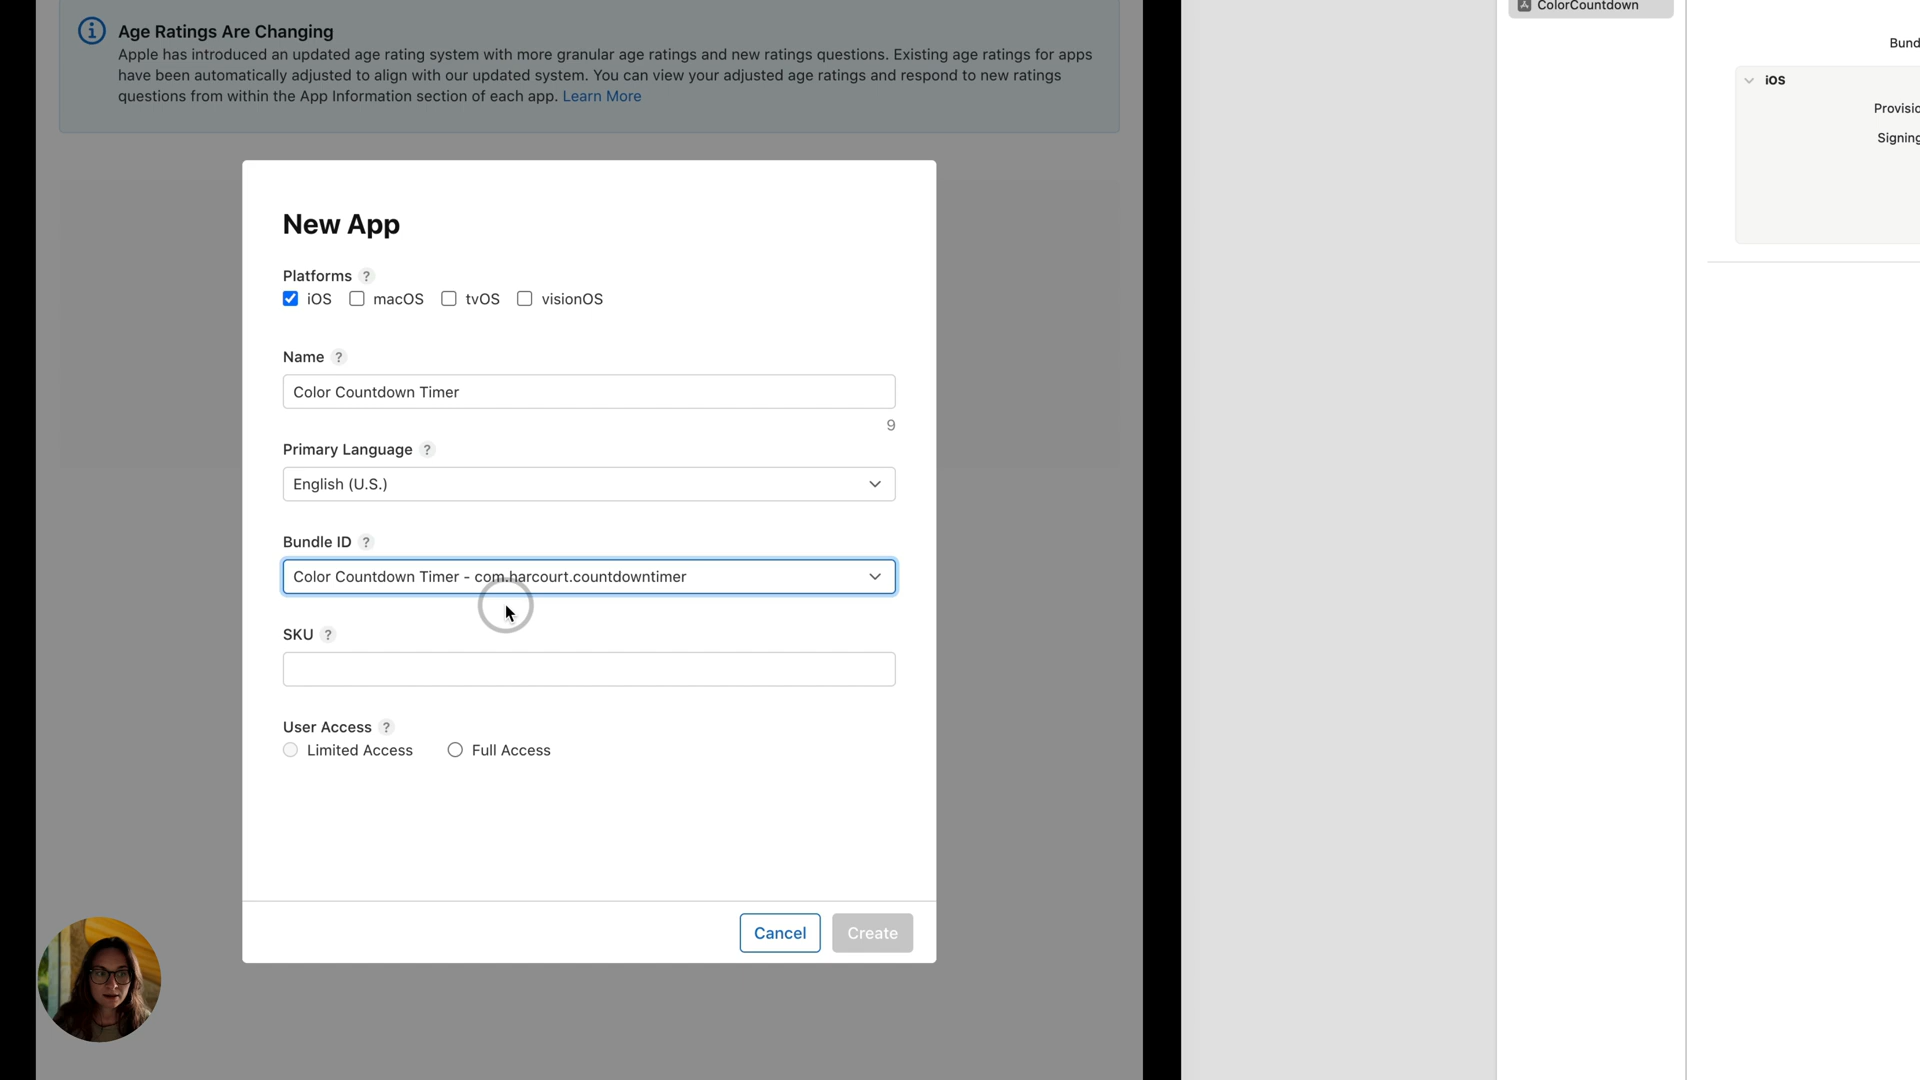 Age Ratings Are Changing
Apple has introduced an updated age rating system with more granular age ratings and new ratings questions. Existing age ratings for apps
have been automatically adjusted to align with our updated system. You can view your adjusted age ratings and respond to new ratings
questions from within the App Information section of each app. Learn More
New App
Platforms ?
iOS macOS tvOS visionOS
Name ?
Color Countdown Timer
9
Primary Language ?
English (U.S.)
Bundle ID ?
Color Countdown Timer - com.harcourt.countdowntimer
SKU ?
User Access ?
Limited Access Full Access
Cancel Create
ColorCountdown
Bund
iOS
Provisio
Signing